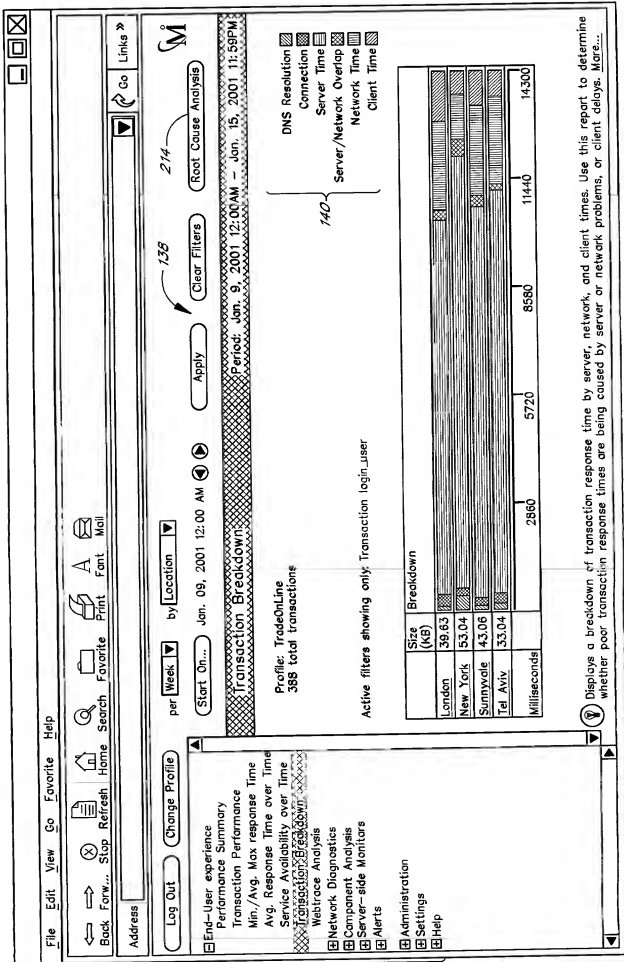 File Edit View Go Favorite Help
Back Forw... Stop Refresh Home Search Favorite Print Font Mail
Address
Go Links »
Log Out Change Profile per Week by Location
Start On... Jan. 09, 2001 12:00 AM Apply Clear Filters Root Cause Analysis
138
214
M
End-User experience
Performance Summary
Transaction Performance
Min./Avg. Max response Time
Avg. Response Time over Time
Service Availability over Time
Transaction Breakdown
Webtrace Analysis
Network Diagnostics
Component Analysis
Server-side Monitors
Alerts
Administration
Settings
Help
Transaction Breakdown: Period: Jan. 9, 2001 12:00AM - Jan. 15, 2001 11:59PM
Profile: TradeOnLine
388 total transactions
Active filters showing only: Transaction login_user
140
DNS Resolution
Connection
Server Time
Server/Network Overlap
Network Time
Client Time
Size (KB) Breakdown
London 39.63
New York 53.04
Sunnyvale 43.06
Tel Aviv 33.04
Milliseconds 2860 5720 8580 11440 14300
Displays a breakdown of transaction response time by server, network, and client times. Use this report to determine
whether poor transaction response times are being caused by server or network problems, or client delays. More...